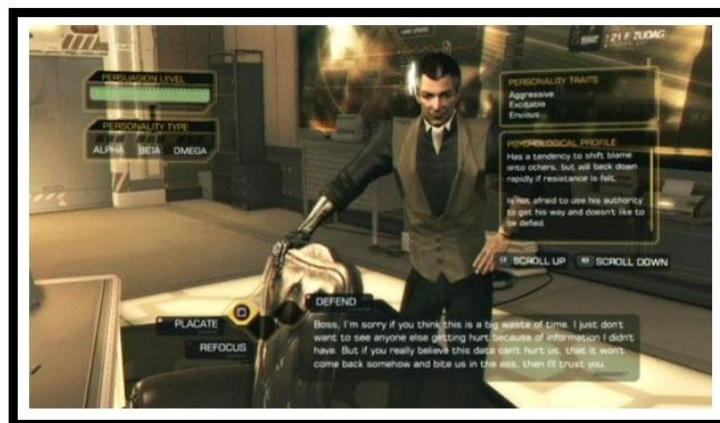 PERSUASION LEVEL
PERSONALITY TYPE
ALPHA BETA OMEGA
PERSONALITY TRAITS
Aggressive
Excitable
Envious
PSYCHOLOGICAL PROFILE
Has a tendency to shift blame
onto others, but will back down
rapidly if resistance is felt.
Is not afraid to use his authority
to get his way and doesn't like to
be defied.
SCROLL UP SCROLL DOWN
DEFEND
PLACATE
REFOCUS
Boss, I'm sorry if you think this is a big waste of time. I just don't
want to see anyone else getting hurt because of information I didn't
have. But if you really believe this data can't hurt us, that it won't
come back somehow and bite us in the ass, then I'll trust you.